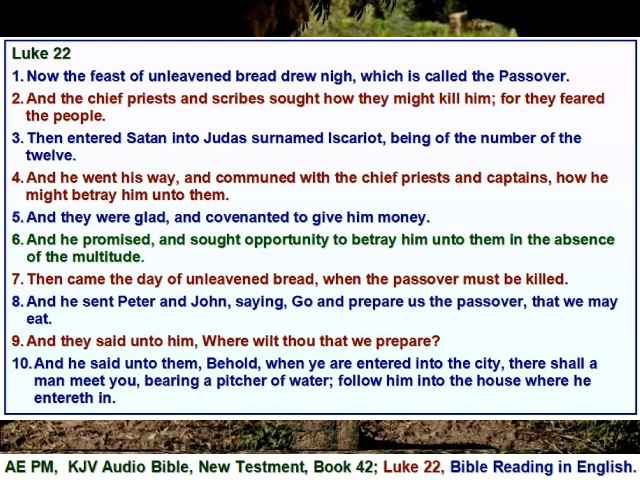 Luke 22
1. Now the feast of unleavened bread drew nigh, which is called the Passover.
2. And the chief priests and scribes sought how they might kill him; for they feared
the people.
3. Then entered Satan into Judas surnamed Iscariot, being of the number of the
twelve.
4. And he went his way, and communed with the chief priests and captains, how he
might betray him unto them.
5. And they were glad, and covenanted to give him money.
6. And he promised, and sought opportunity to betray him unto them in the absence
of the multitude.
7. Then came the day of unleavened bread, when the passover must be killed.
8. And he sent Peter and John, saying, Go and prepare us the passover, that we may
eat.
9. And they said unto him, Where wilt thou that we prepare?
10. And he said unto them, Behold, when ye are entered into the city, there shall a
man meet you, bearing a pitcher of water; follow him into the house where he
entereth in.
AE PM, KJV Audio Bible, New Testment, Book 42; Luke 22, Bible Reading in English.